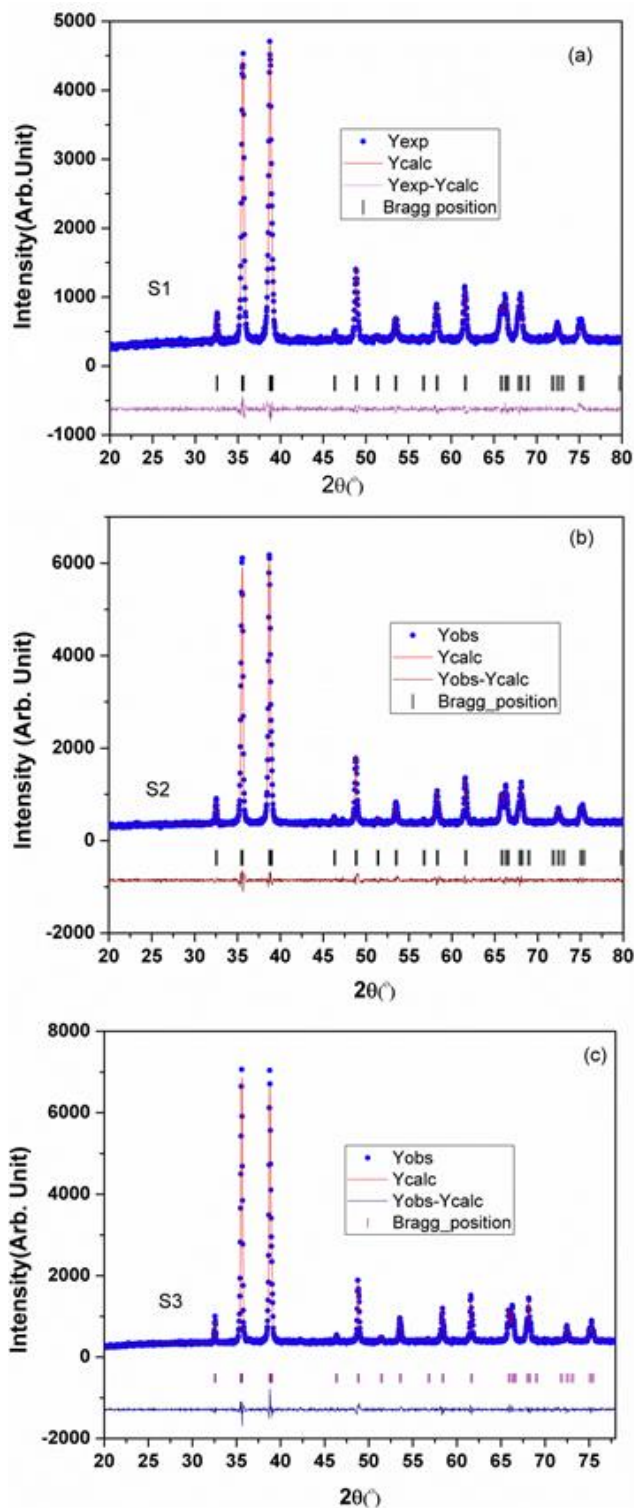 5000
(a)
4000
Yexp
Ycalc
Yexp-Ycalc
Bragg position
3000
2000
S1
1000
0
-1000
Intensity(Arb.Unit)
20 25 30 35 40 45 50 55 60 65 70 75 80
2θ(°)
(b)
6000
Yobs
Ycalc
Yobs-Ycalc
Bragg_position
4000
2000
S2
0
-2000
Intensity (Arb. Unit)
20 25 30 35 40 45 50 55 60 65 70 75 80
2θ(°)
8000
(c)
6000
Yobs
Ycalc
Yobs-Ycalc
Bragg_position
4000
2000
S3
0
-2000
Intensity(Arb. Unit)
20 25 30 35 40 45 50 55 60 65 70 75
2θ(°)